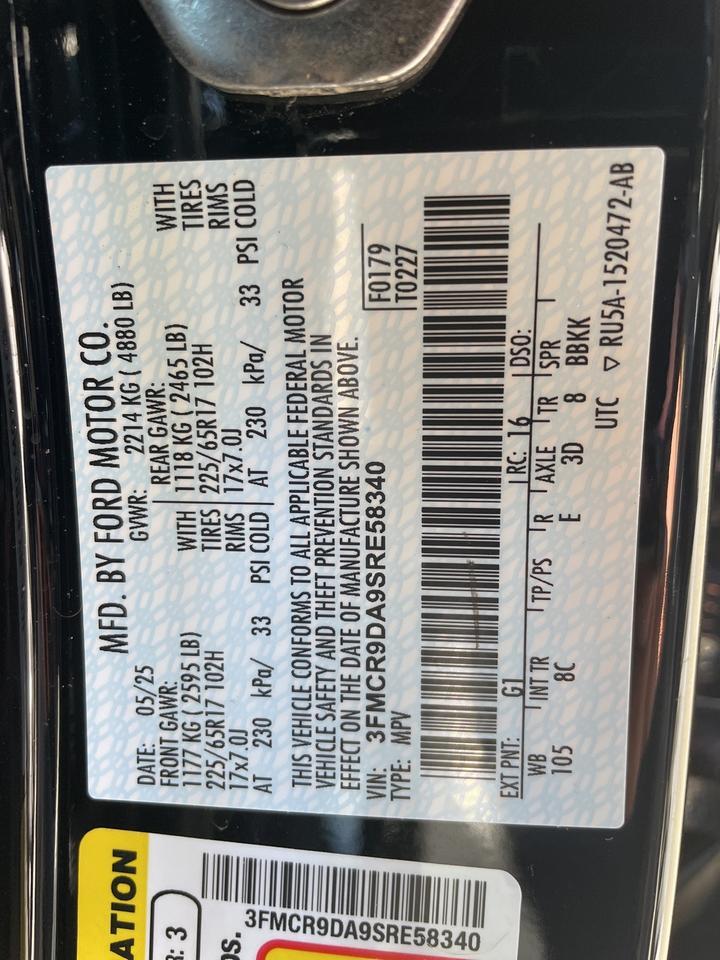 MFD. BY FORD MOTOR CO.
DATE: 05/25 GVWR: 2214 KG ( 4880 LB)
FRONT GAWR: REAR GAWR:
1177 KG ( 2595 LB) WITH 1118 KG ( 2465 LB) WITH
225/65R17 102H TIRES 225/65R17 102H TIRES
17x7.0J RIMS 17x7.0J RIMS
AT 230 kPa/ 33 PSI COLD AT 230 kPa/ 33 PSI COLD
THIS VEHICLE CONFORMS TO ALL APPLICABLE FEDERAL MOTOR
VEHICLE SAFETY AND THEFT PREVENTION STANDARDS IN
EFFECT ON THE DATE OF MANUFACTURE SHOWN ABOVE.
VIN: 3FMCR9DA9SRE58340 F0179
TYPE: MPV T0227
EXT PNT: G1 RC: 16 DSO:
WB INT TR TP/PS R AXLE TR SPR
105 8C E 3D 8 BBKK
UTC ▽ RU5A-1520472-AB
ATION
R: 3
3FMCR9DA9SRE58340